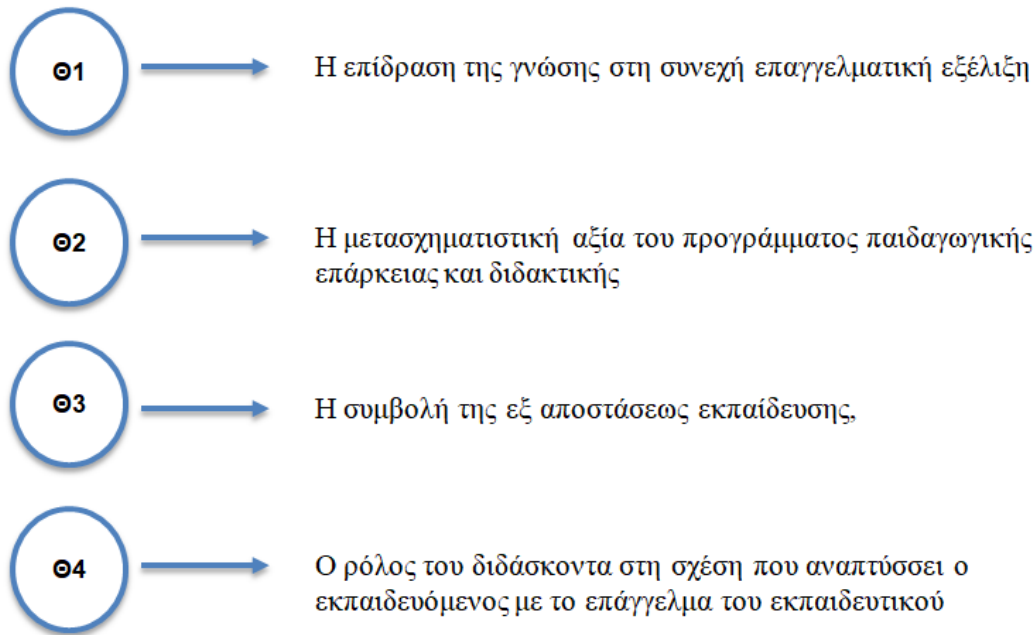 Θ1
Η επίδραση της γνώσης στη συνεχή επαγγελματική εξέλιξη
Θ2
Η μετασχηματιστική αξία του προγράμματος παιδαγωγικής
επάρκειας και διδακτικής
Θ3
Η συμβολή της εξ αποστάσεως εκπαίδευσης,
Θ4
Ο ρόλος του διδάσκοντα στη σχέση που αναπτύσσει ο
εκπαιδευόμενος με το επάγγελμα του εκπαιδευτικού